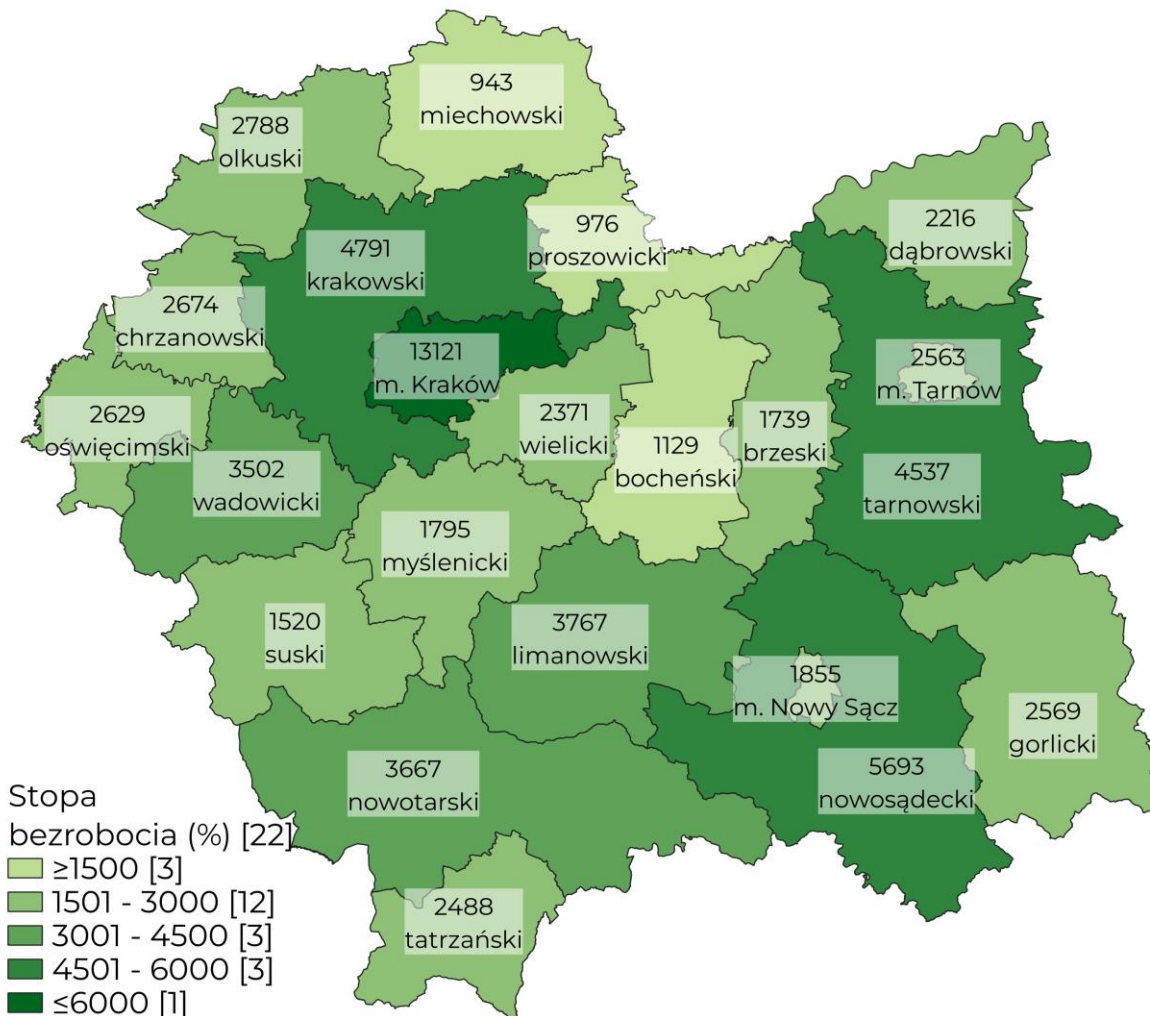 943
miechowski
2788
olkuski
976
proszowicki
2216
dąbrowski
4791
krakowski
2674
chrzanowski
13121
m. Kraków
2563
m. Tarnów
2629
oświęcimski
3502
wadowicki
2371
wielicki
1129
bocheński
1739
brzeski
4537
tarnowski
1795
myślenicki
1520
suski
3767
limanowski
1855
m. Nowy Sącz
2569
gorlicki
3667
nowotarski
5693
nowosądecki
2488
tatrzański
Stopa
bezrobocia (%) [22]
≥1500 [3]
1501 - 3000 [12]
3001 - 4500 [3]
4501 - 6000 [3]
≤6000 [1]